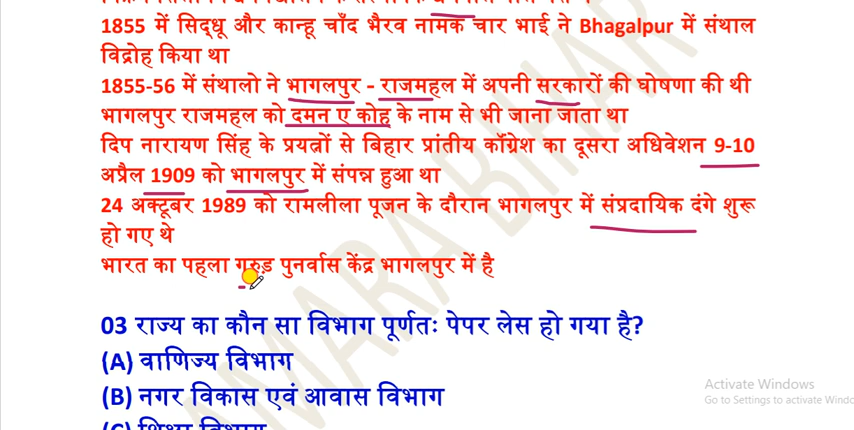 1855 में सिद्धू और कान्हू चाँद भैरव नामक चार भाई ने Bhagalpur में संथाल
विद्रोह किया था
1855-56 में संथालो ने भागलपुर - राजमहल में अपनी सरकारों की घोषणा की थी
भागलपुर राजमहल को दमन ए कोह के नाम से भी जाना जाता था
दिप नारायण सिंह के प्रयत्नों से बिहार प्रांतीय कॉंग्रेश का दूसरा अधिवेशन 9-10
अप्रैल 1909 को भागलपुर में संपन्न हुआ था
24 अक्टूबर 1989 को रामलीला पूजन के दौरान भागलपुर में संप्रदायिक दंगे शुरू
हो गए थे
भारत का पहला गरुड़ पुनर्वास केंद्र भागलपुर में है
03 राज्य का कौन सा विभाग पूर्णतः पेपर लेस हो गया है?
(A) वाणिज्य विभाग
(B) नगर विकास एवं आवास विभाग
(C) शिक्षा विभाग
Activate Windows
Go to Settings to activate Windo
AMARA BIHAR